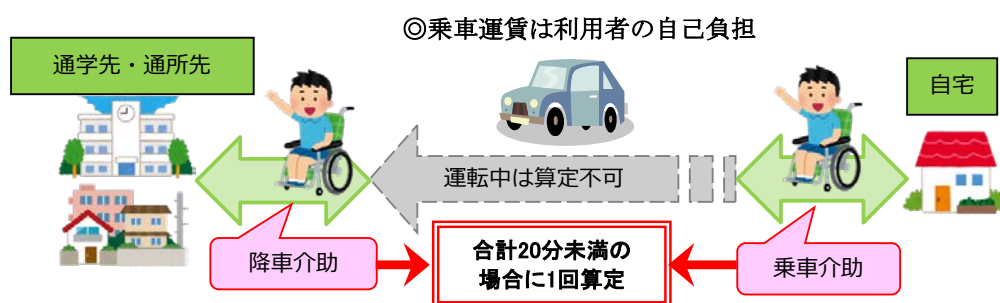 ◎乗車運賃は利用者の自己負担
通学先・通所先
自宅
運転中は算定不可
降車介助
合計20分未満の
場合に1回算定
乗車介助